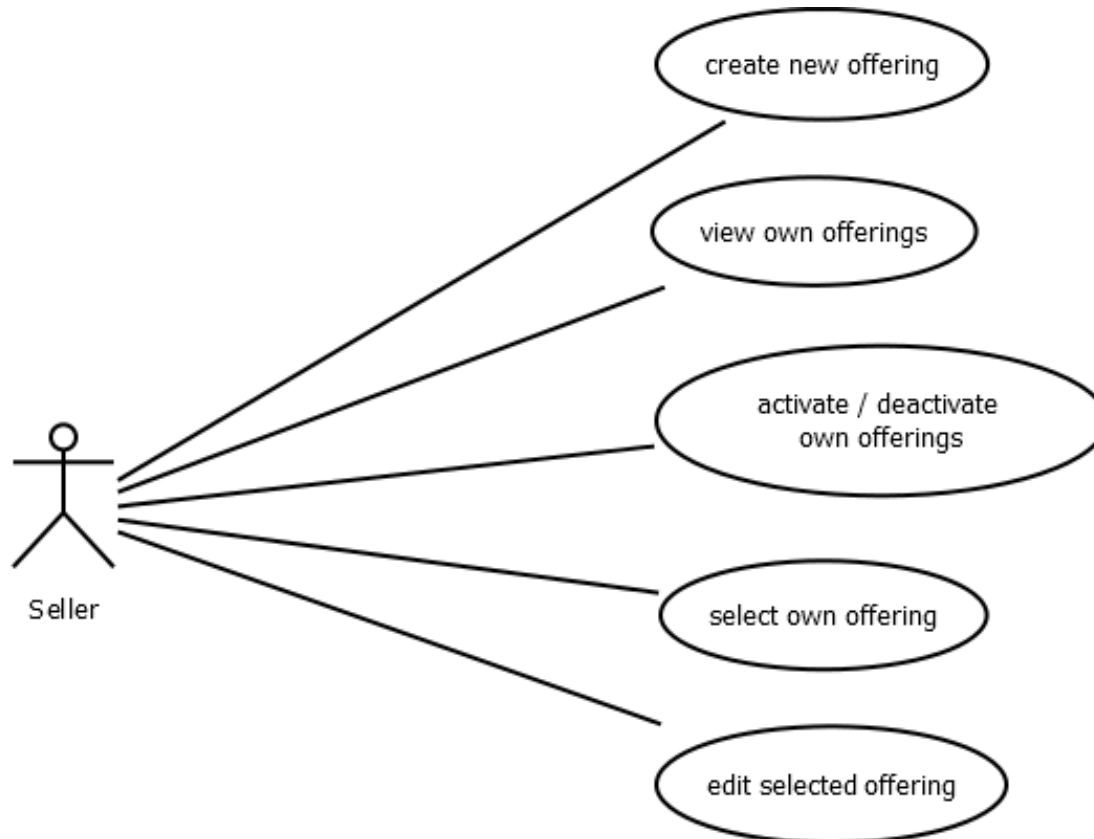 create new offering
view own offerings
activate / deactivate
own offerings
Seller
select own offering
edit selected offering